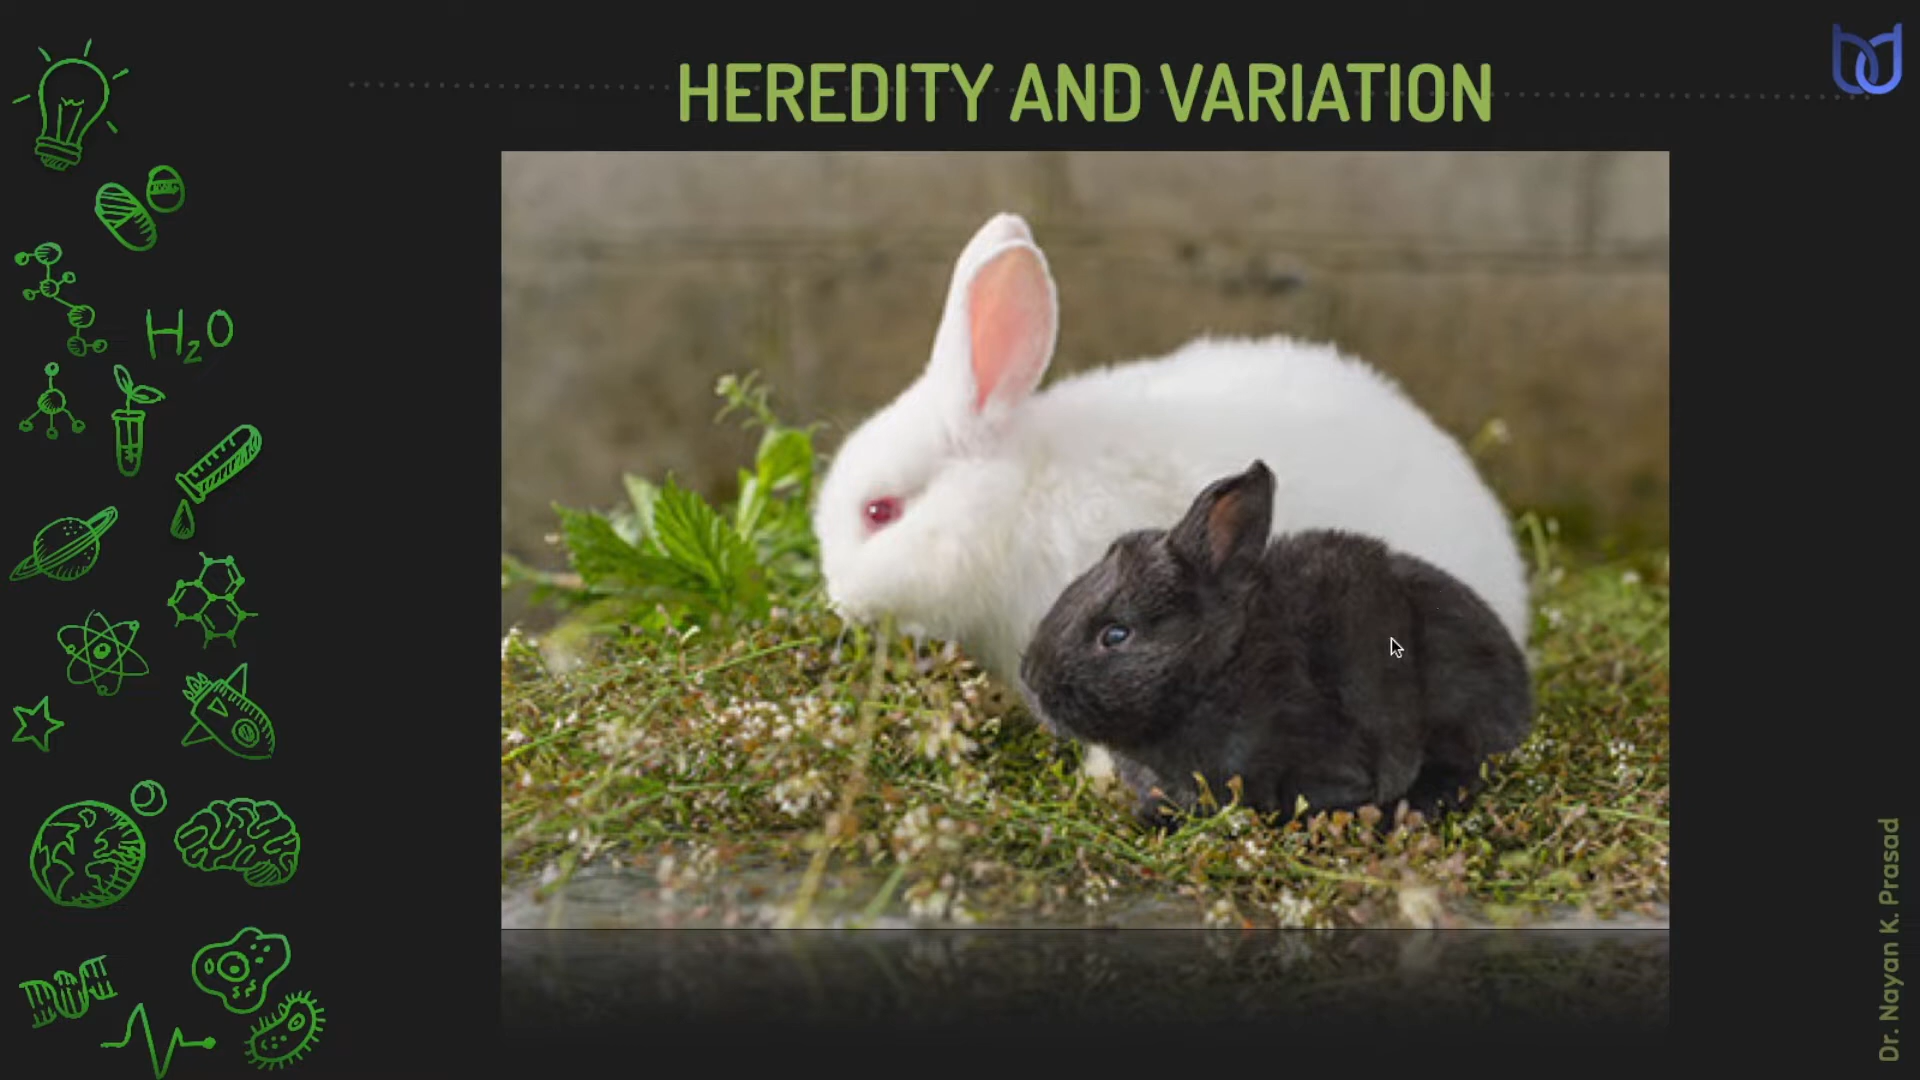 HEREDITY AND VARIATION
H₂O
Dr. Nayan K. Prasad